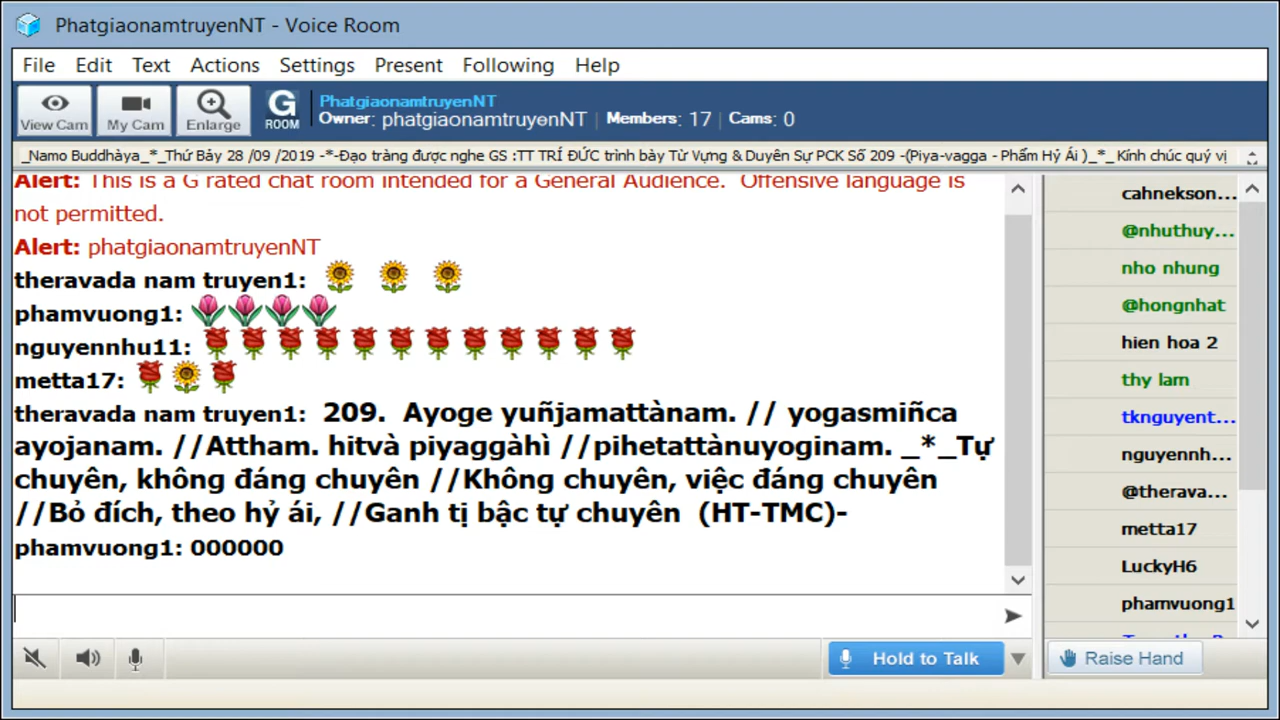 PhatgiaonamtruyenNT - Voice Room
File Edit Text Actions Settings Present Following Help
View Cam My Cam Enlarge G ROOM
PhatgiaonamtruyenNT
Owner: phatgiaonamtruyenNT | Members: 17 | Cams: 0
_Namo Buddhàya_*_Thứ Bảy 28 /09 /2019 -*-Đạo tràng được nghe GS :TT TRÍ ĐỨC trình bày Từ Vựng & Duyên Sự PCK Số 209 -(Piya-vagga - Phẩm Hỷ Ái )_*_ Kính chúc quý vị
Alert: This is a G rated chat room intended for a General Audience. Offensive language is
not permitted.
Alert: phatgiaonamtruyenNT
theravada nam truyen1:
phamvuong1:
nguyennhu11:
metta17:
theravada nam truyen1: 209. Ayoge yuñjamattànam. // yogasmiñca
ayojanam. //Attham. hitvà piyaggàhì //pihetattànuyoginam. _*_Tự
chuyên, không đáng chuyên //Không chuyên, việc đáng chuyên
//Bỏ đích, theo hỷ ái, //Ganh tị bậc tự chuyên (HT-TMC)-
phamvuong1: 000000
cahnekson...
@nhuthuy...
nho nhung
@hongnhat
hien hoa 2
thy lam
tknguyent...
nguyennh...
@therava...
metta17
LuckyH6
phamvuong1
Hold to Talk
Raise Hand